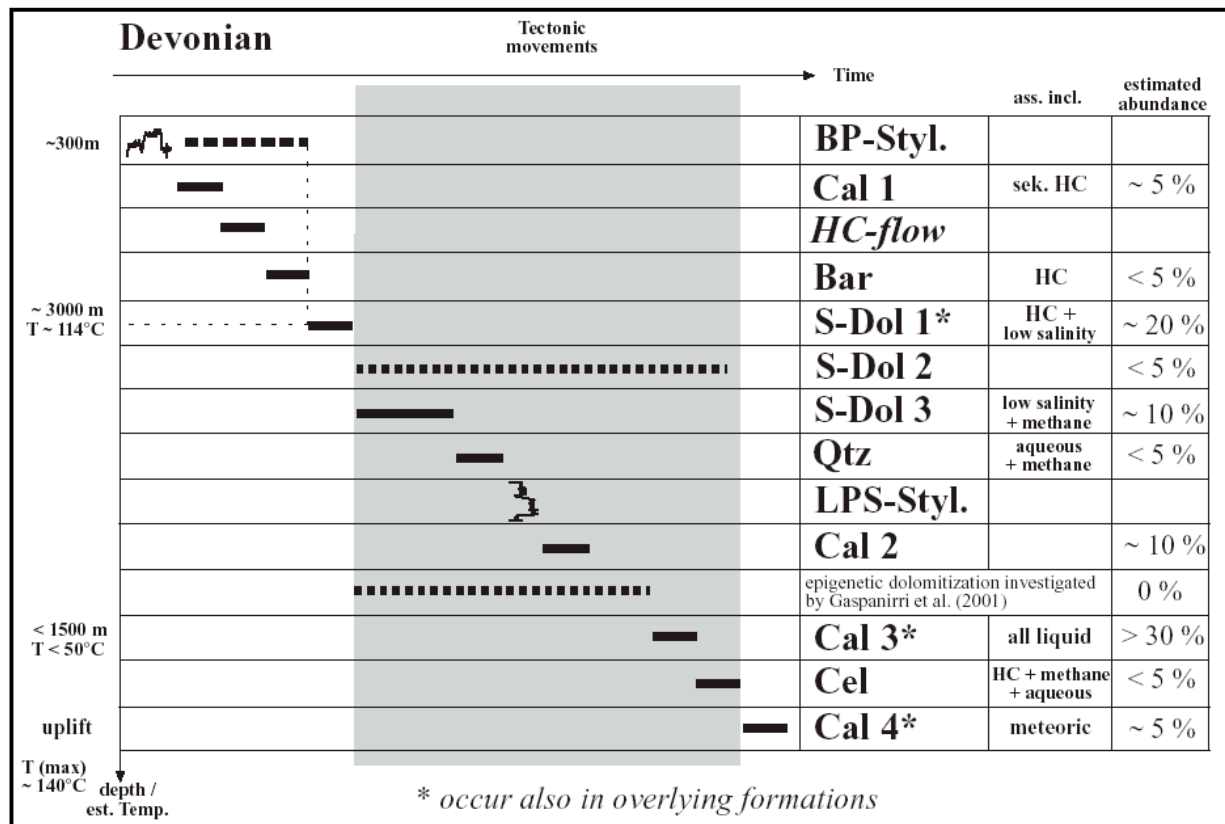 Devonian
Tectonic
movements
Time
ass. incl.
estimated
abundance
~300m
BP-Styl.
Cal 1
sek. HC
~ 5 %
HC-flow
Bar
HC
< 5 %
~ 3000 m
T ~ 114°C
S-Dol 1*
HC +
low salinity
~ 20 %
S-Dol 2
< 5 %
S-Dol 3
low salinity
+ methane
~ 10 %
Qtz
aqueous
+ methane
< 5 %
LPS-Styl.
Cal 2
~ 10 %
epigenetic dolomitization investigated
by Gaspanirri et al. (2001)
0 %
< 1500 m
T < 50°C
Cal 3*
all liquid
> 30 %
Cel
HC + methane
+ aqueous
< 5 %
uplift
Cal 4*
meteoric
~ 5 %
T (max)
~ 140°C
depth /
est. Temp.
* occur also in overlying formations